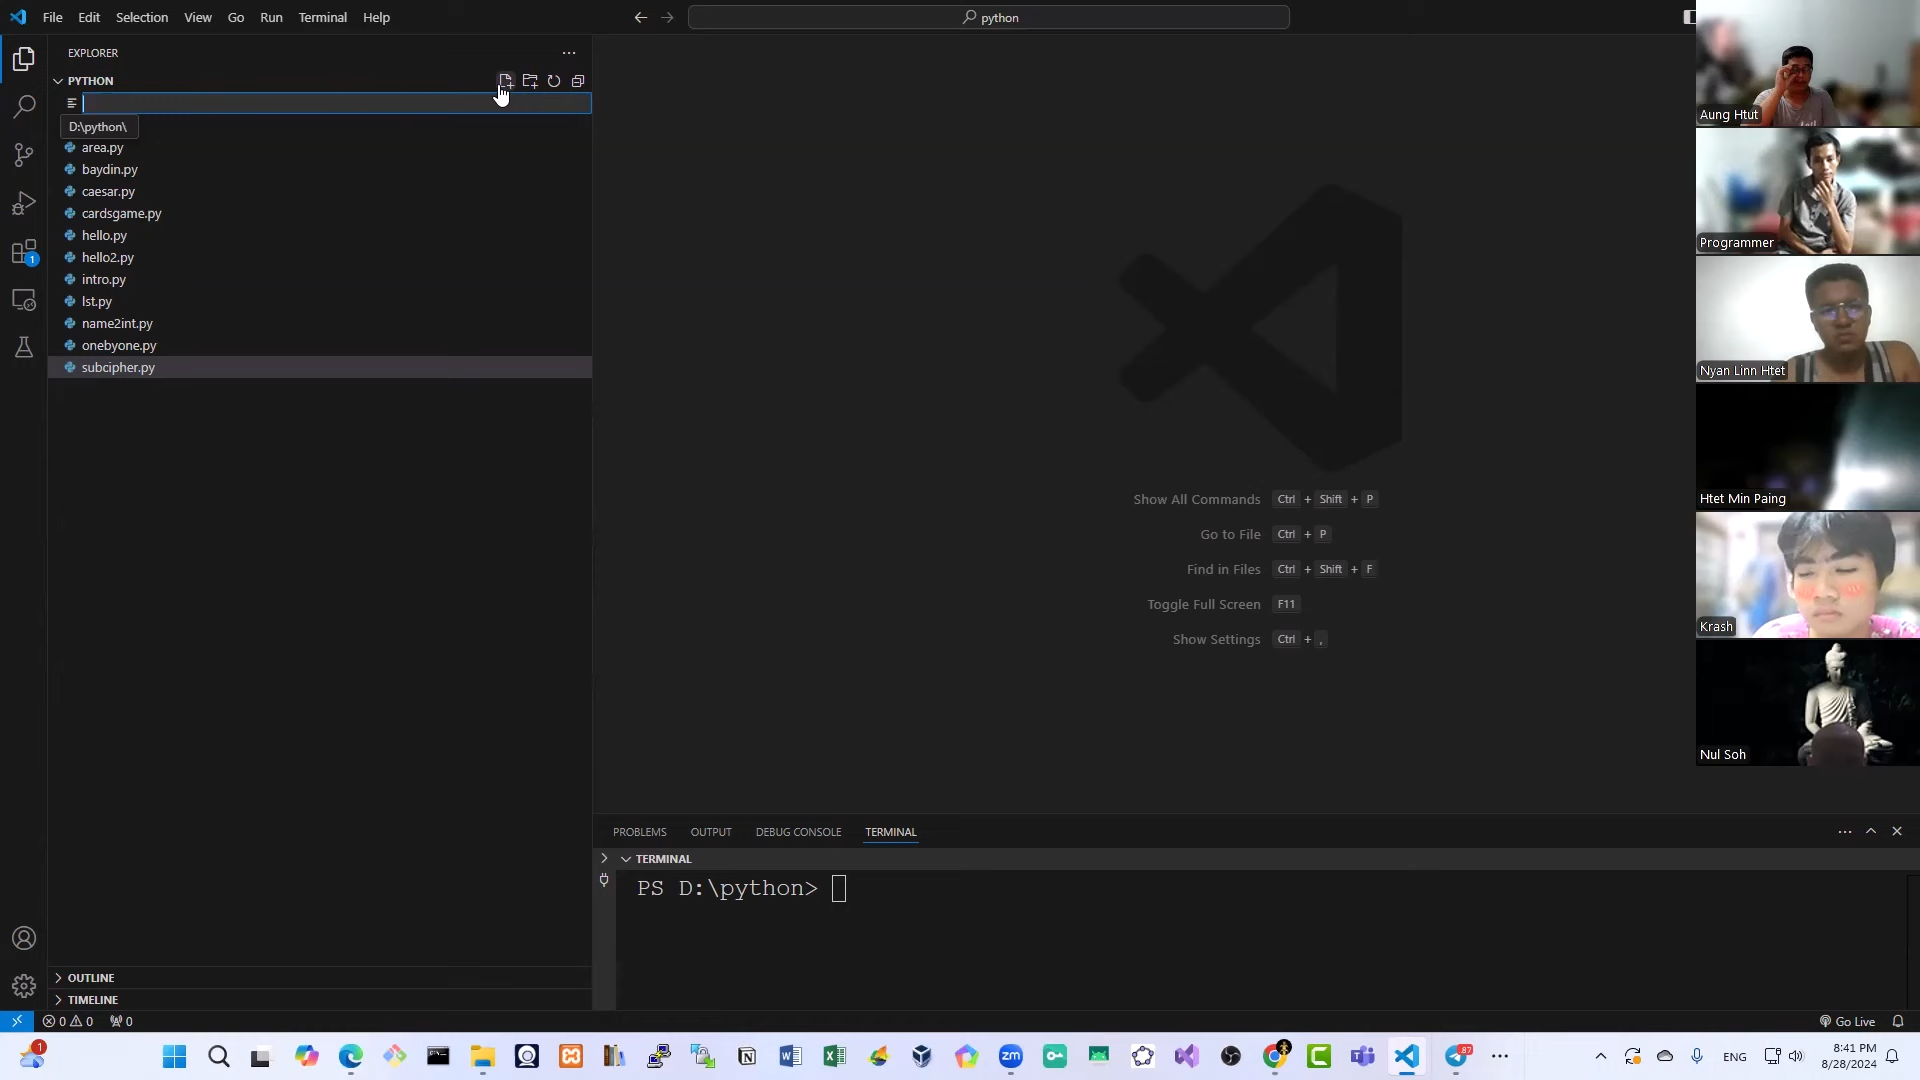 File Edit Selection View Go Run Terminal Help
python
EXPLORER
PYTHON
D:\python\
area.py
baydin.py
caesar.py
cardsgame.py
hello.py
hello2.py
intro.py
lst.py
name2int.py
onebyone.py
subcipher.py
OUTLINE
TIMELINE
Show All Commands Ctrl + Shift + P
Go to File Ctrl + P
Find in Files Ctrl + Shift + F
Toggle Full Screen F11
Show Settings Ctrl + ,
PROBLEMS OUTPUT DEBUG CONSOLE TERMINAL
TERMINAL
PS D:\python>
Aung Htut
Programmer
Nyan Linn Htet
Htet Min Paing
Krash
Nul Soh
1
0 0 0
Go Live
1
zm
87
ENG
8:41 PM
8/28/2024